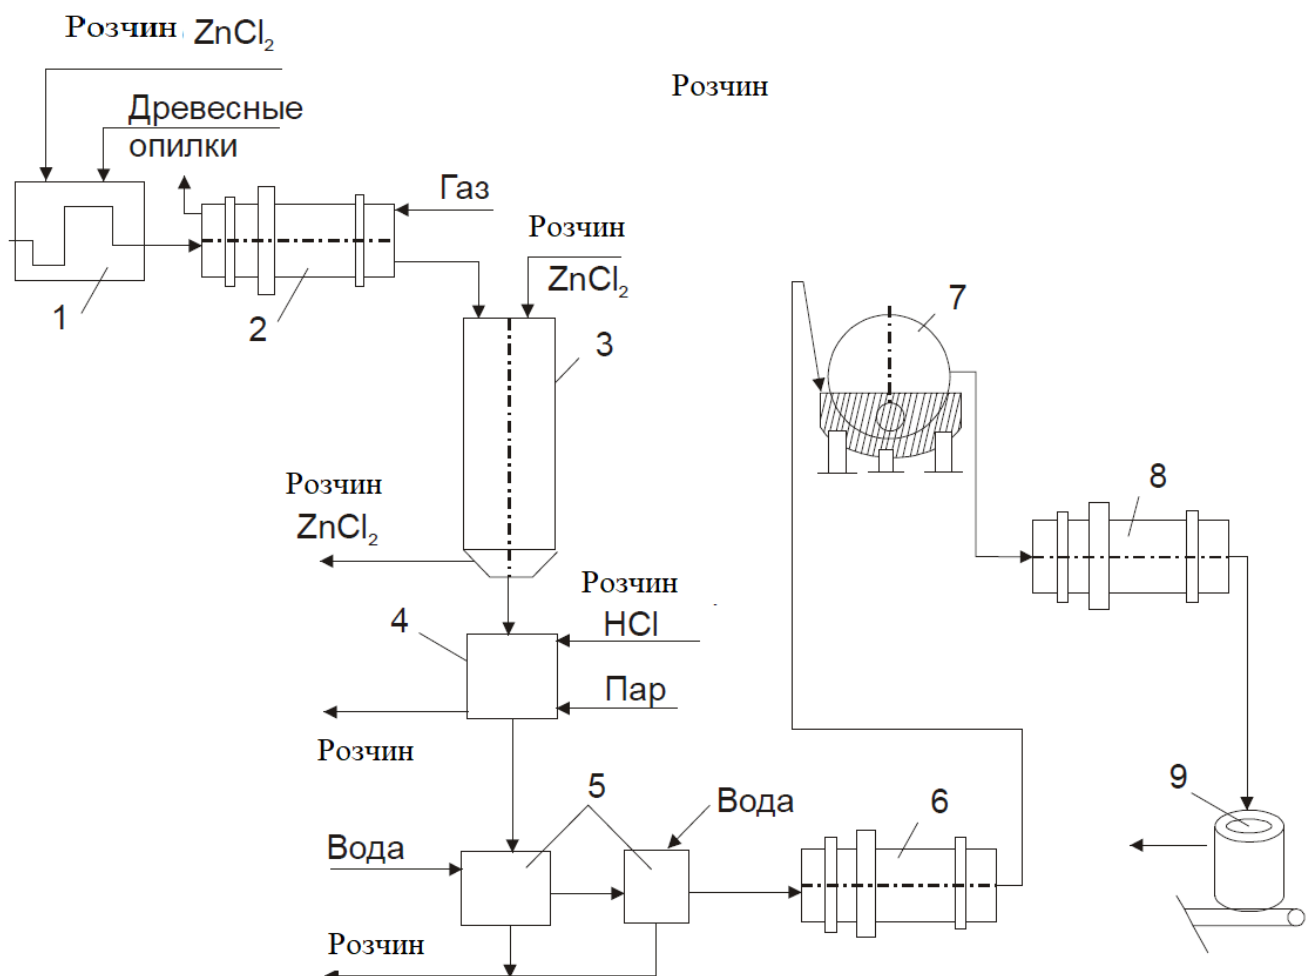 Розчин ZnCl₂
Розчин
Древесные
опилки
Газ
Розчин
ZnCl₂
1
2
3
7
Розчин
ZnCl₂
8
Розчин
HCl
4
Пар
Розчин
5
Вода
6
9
Вода
Розчин